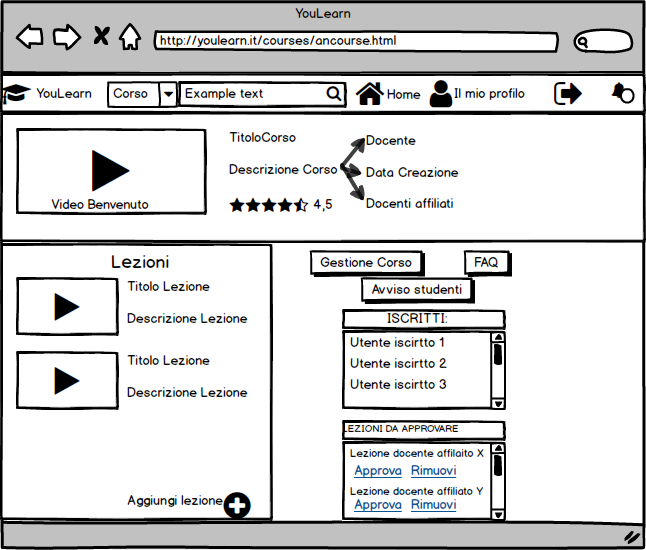 YouLearn
http://youlearn.it/courses/ancourse.html
YouLearn Corso Example text Home Il mio profilo
TitoloCorso
Docente
Descrizione Corso
Data Creazione
Video Benvenuto
4,5
Docenti affiliati
Lezioni
Titolo Lezione
Descrizione Lezione
Titolo Lezione
Descrizione Lezione
Aggiungi lezione
Gestione Corso
FAQ
Avviso studenti
ISCRITTI:
Utente iscirtto 1
Utente iscirtto 2
Utente iscirtto 3
LEZIONI DA APPROVARE
Lezione docente affilaito X
Approva Rimuovi
Lezione docente affiliato Y
Approva Rimuovi